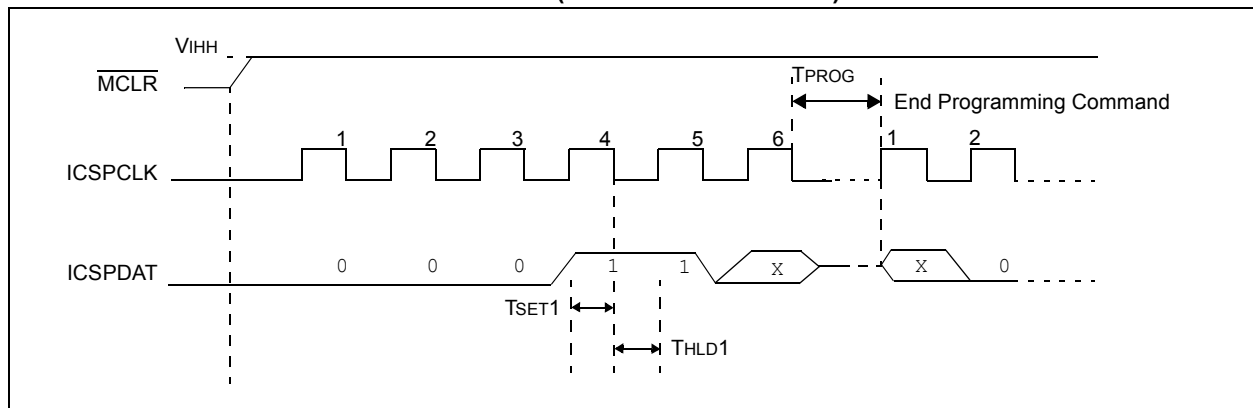 VIHH
MCLR
TPROG
End Programming Command
1 2 3 4 5 6 1 2
ICSPCLK
ICSPDAT
0 0 0 1 1 X X 0
TSET1
THLD1